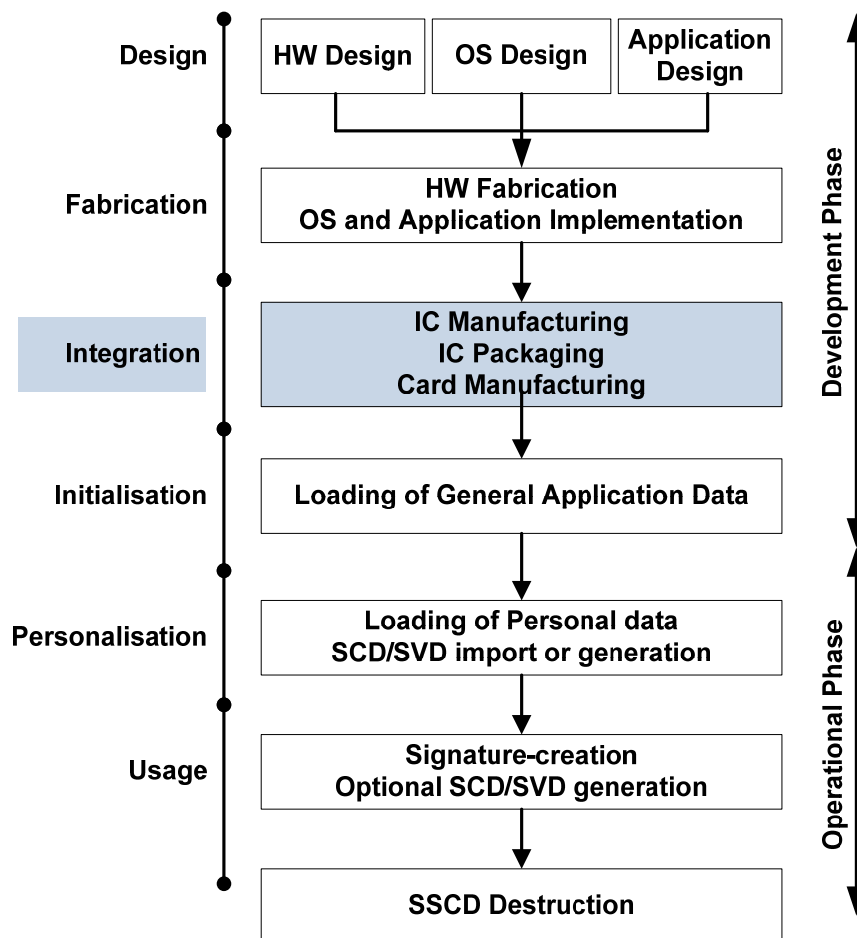 Design
HW Design
OS Design
Application
Design
Fabrication
HW Fabrication
OS and Application Implementation
Integration
IC Manufacturing
IC Packaging
Card Manufacturing
Initialisation
Loading of General Application Data
Development Phase
Personalisation
Loading of Personal data
SCD/SVD import or generation
Usage
Signature-creation
Optional SCD/SVD generation
Operational Phase
SSCD Destruction